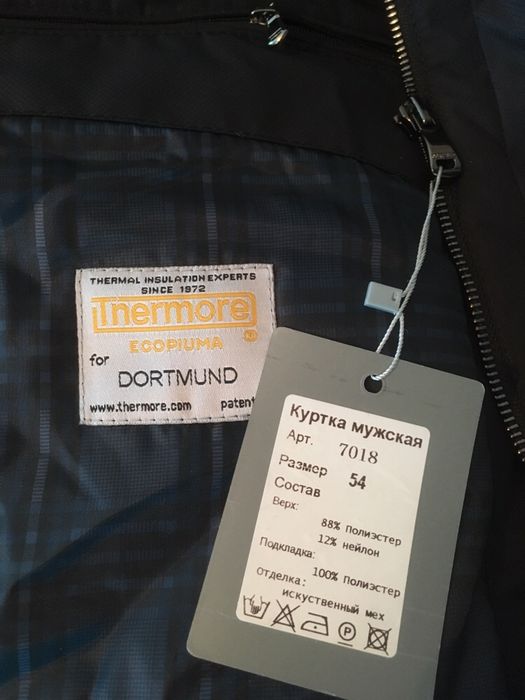 THERMAL INSULATION EXPERTS
SINCE 1972
Thermore
ECOPIUMA
for
DORTMUND
www.thermore.com patent
Куртка мужская
Арт. 7018
Размер 54
Состав
Верх:
88% Полиэстер
12% нейлон
Подкладка:
100% Полиэстер
Отделка:
искуственный мех
P